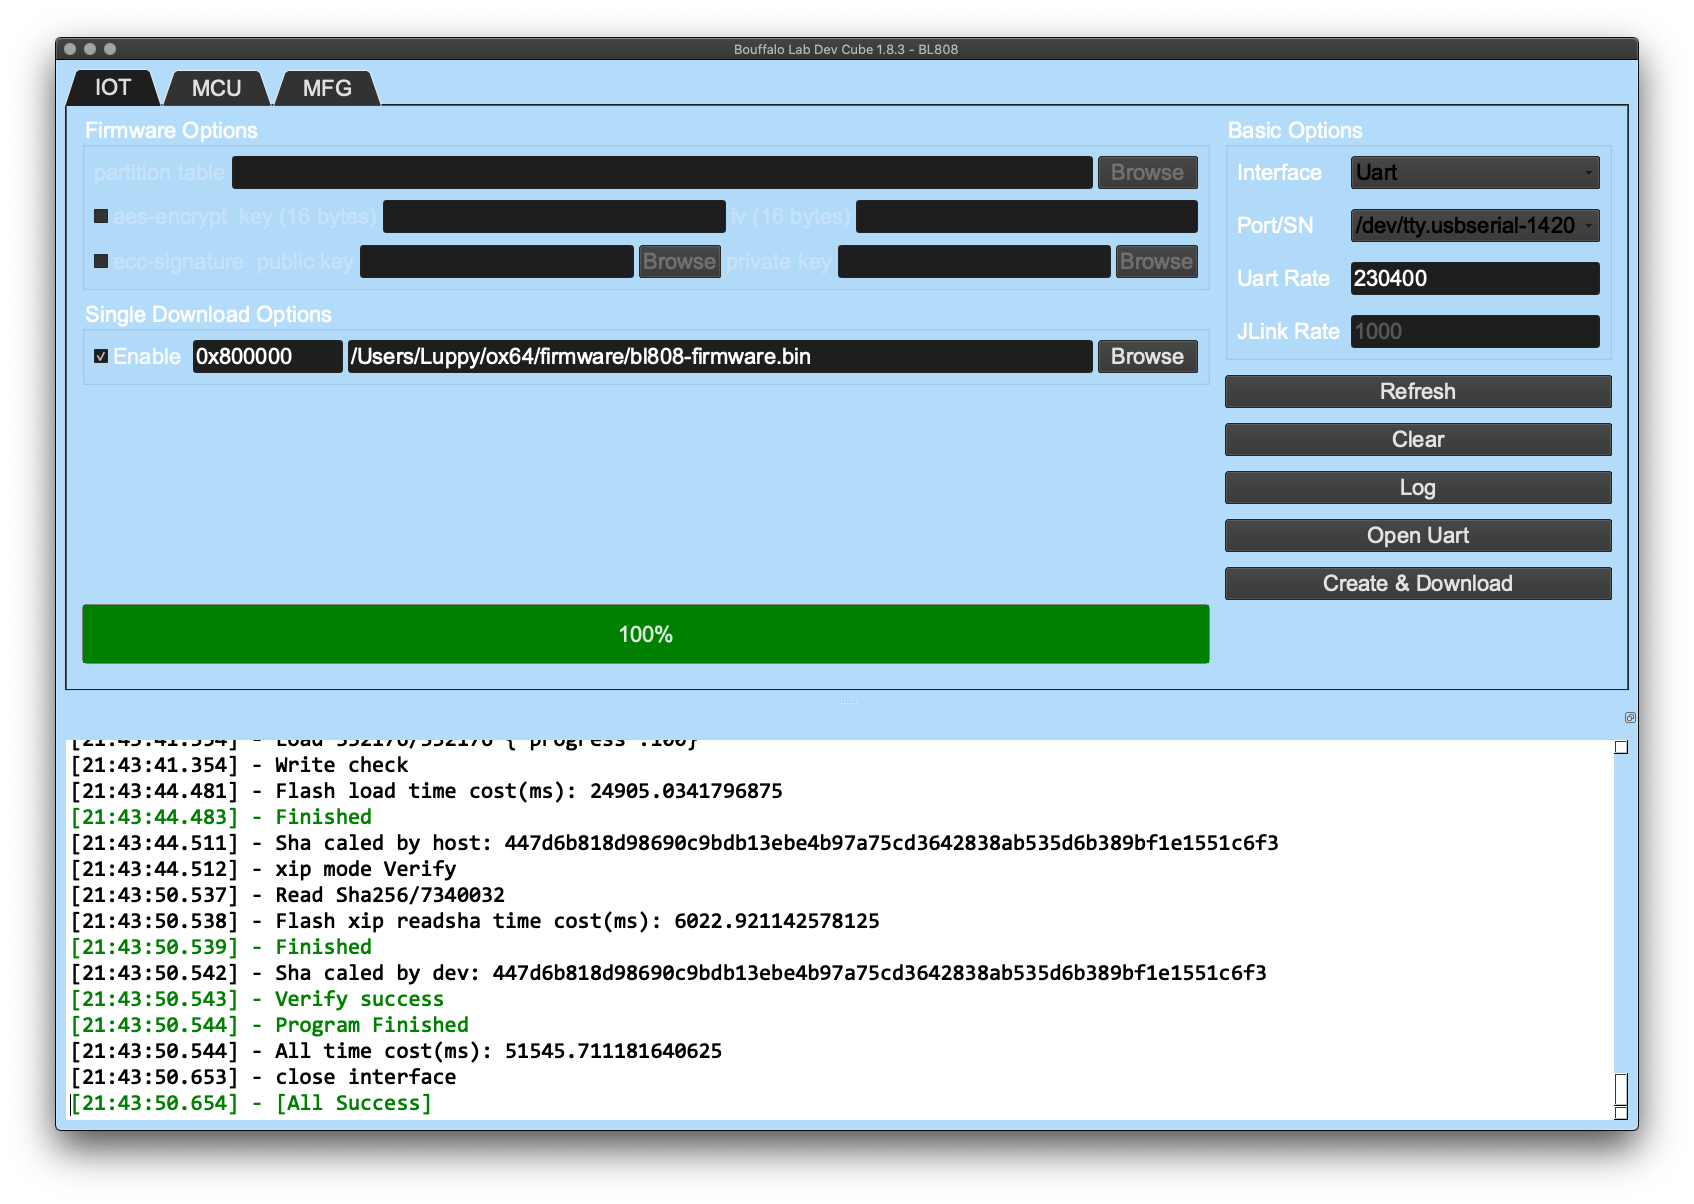 Bouffalo Lab Dev Cube 1.8.3 - BL808
IOT MCU MFG
Firmware Options
partition table Browse
aes-encrypt key (16 bytes) iv (16 bytes)
ecc-signature public key Browse private key Browse
Single Download Options
Enable 0x800000 /Users/Luppy/ox64/firmware/bl808-firmware.bin Browse
100%
Basic Options
Interface Uart
Port/SN /dev/tty.usbserial-1420
Uart Rate 230400
JLink Rate 1000
Refresh
Clear
Log
Open Uart
Create & Download
[21:43:41.354] - Load 552176/552176 {"progress":100}
[21:43:41.354] - Write check
[21:43:44.481] - Flash load time cost(ms): 24905.0341796875
[21:43:44.483] - Finished
[21:43:44.511] - Sha caled by host: 447d6b818d98690c9bdb13ebe4b97a75cd3642838ab535d6b389bf1e1551c6f3
[21:43:44.512] - xip mode Verify
[21:43:50.537] - Read Sha256/7340032
[21:43:50.538] - Flash xip readsha time cost(ms): 6022.921142578125
[21:43:50.539] - Finished
[21:43:50.542] - Sha caled by dev: 447d6b818d98690c9bdb13ebe4b97a75cd3642838ab535d6b389bf1e1551c6f3
[21:43:50.543] - Verify success
[21:43:50.544] - Program Finished
[21:43:50.544] - All time cost(ms): 51545.711181640625
[21:43:50.653] - close interface
[21:43:50.654] - [All Success]